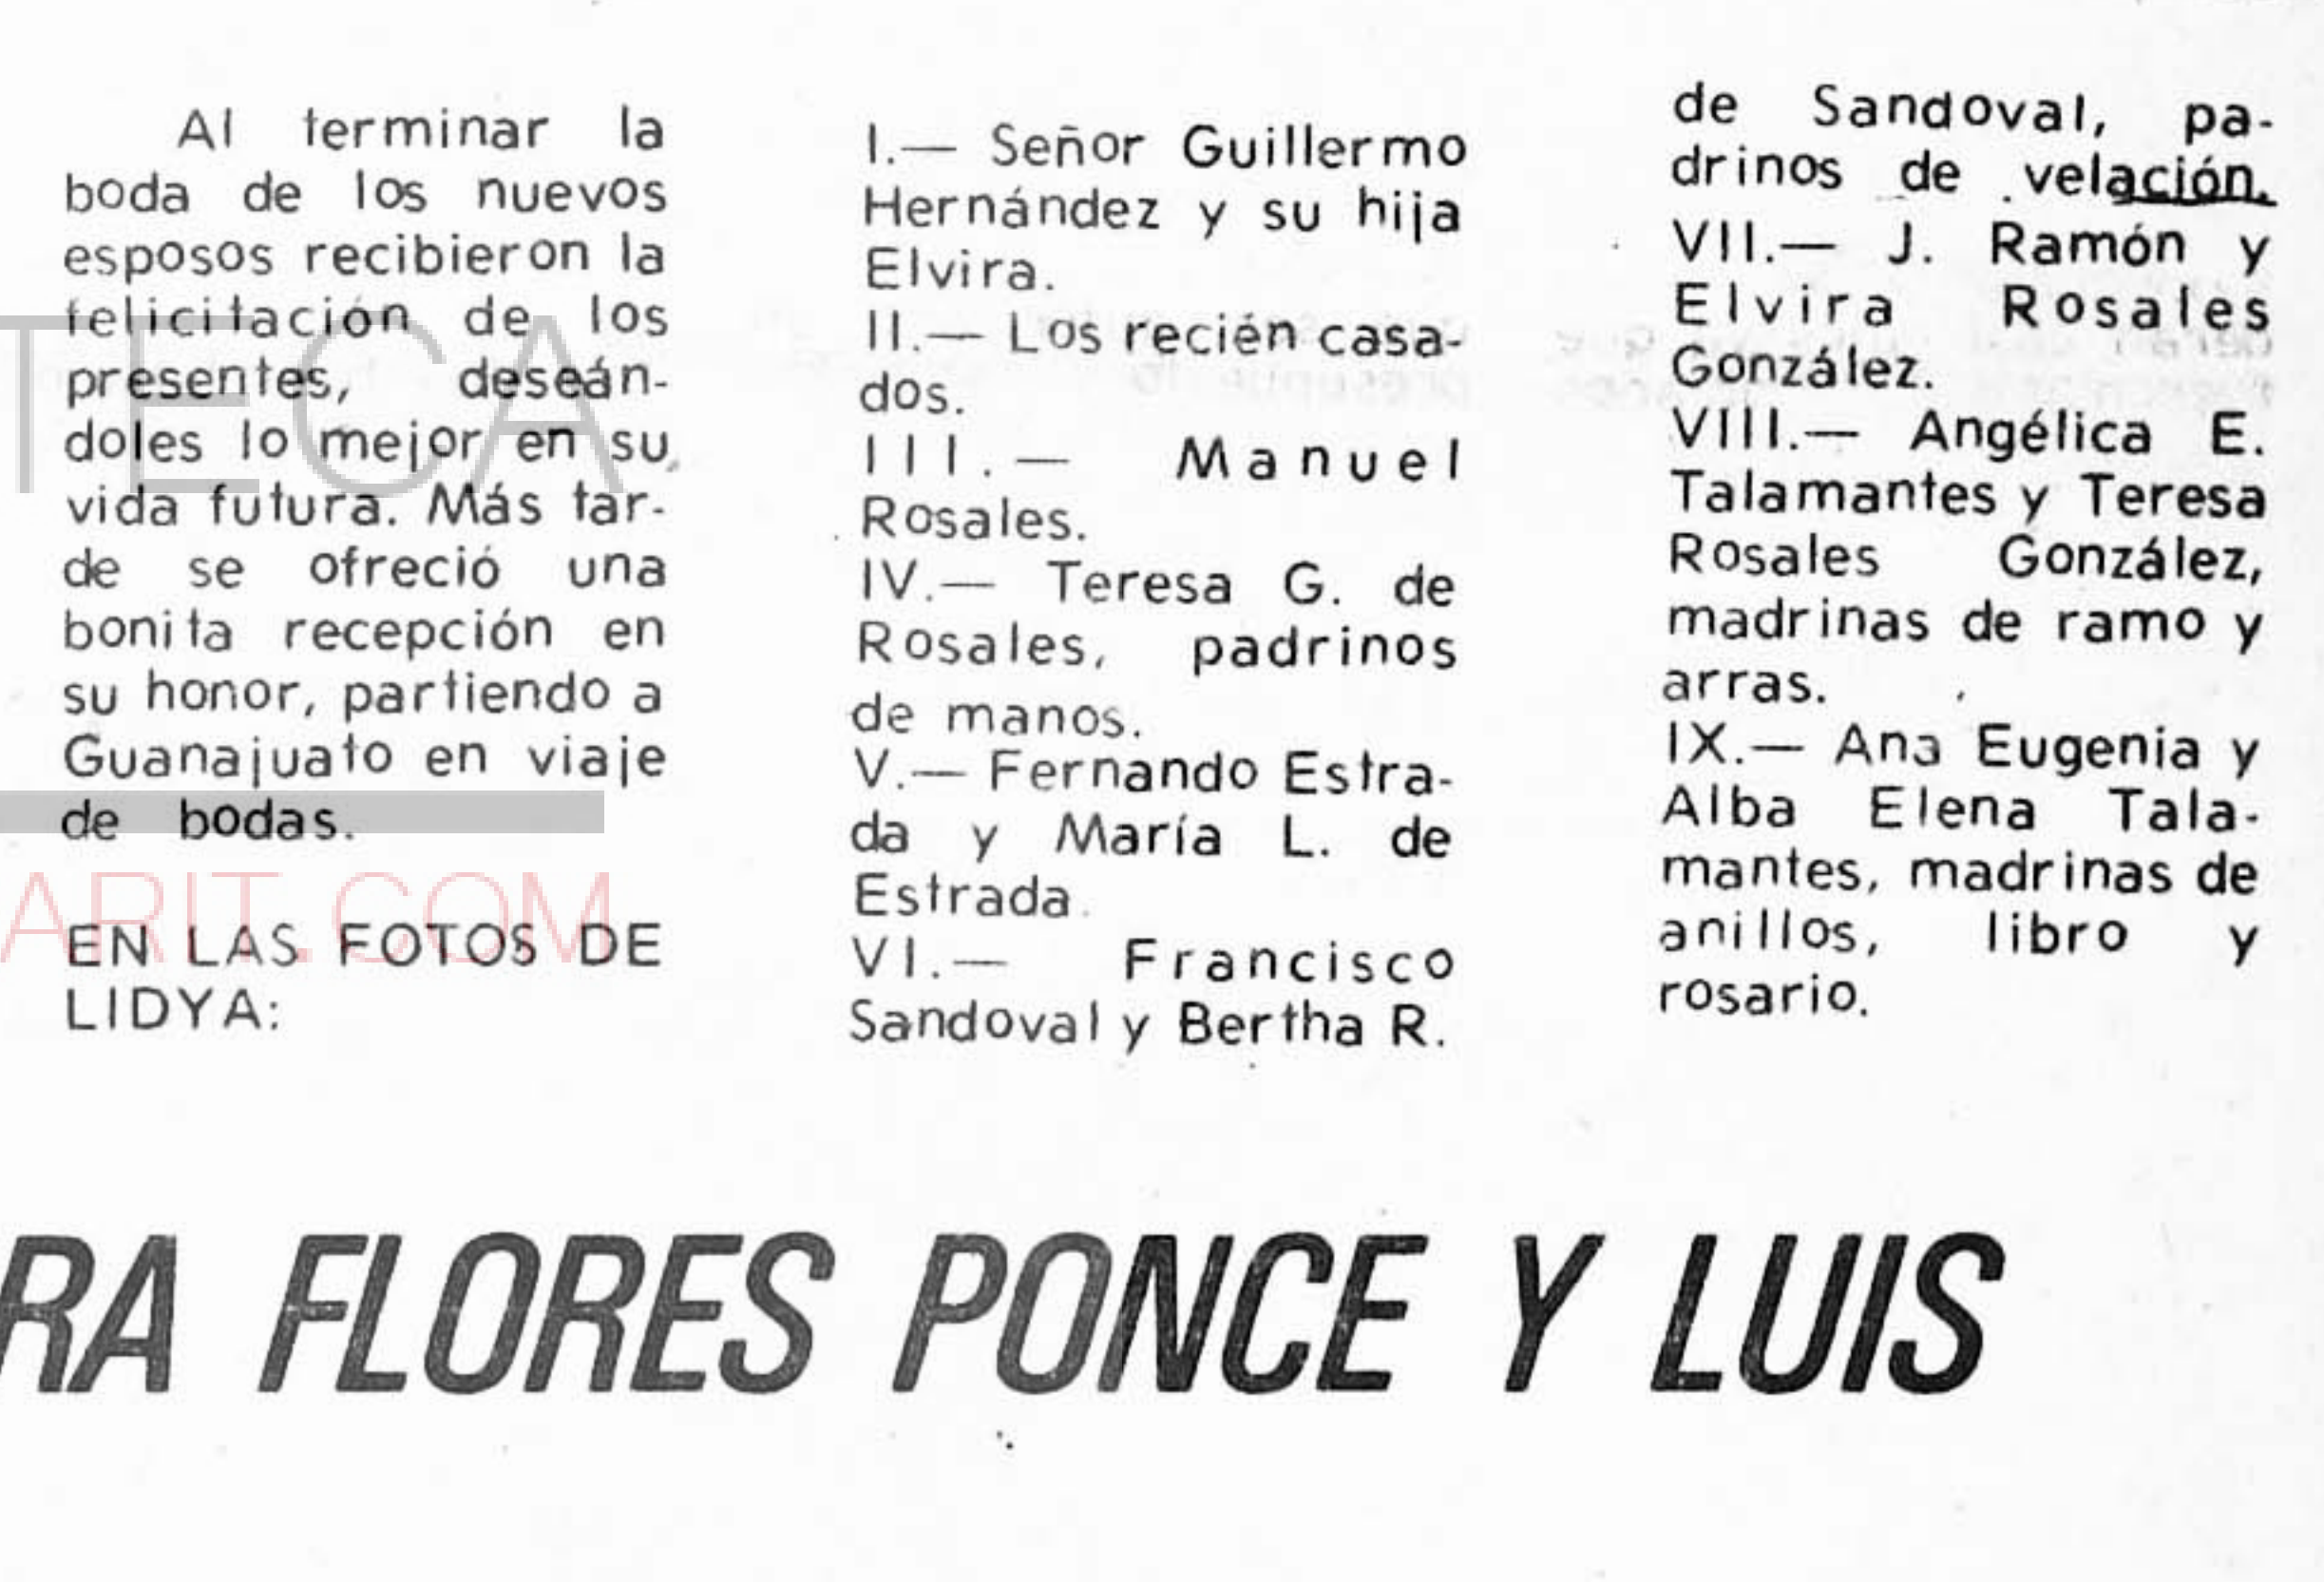 Al terminar la
boda de los nuevos
esposos recibieron la
felicitación de los
presentes, deseán-
doles lo mejor en su
vida futura. Más tar-
de se ofreció una
bonita recepción en
su honor, partiendo a
Guanajuato en viaje
de bodas.
EN LAS FOTOS DE
LIDYA:
I.— Señor Guillermo
Hernández y su hija
Elvira.
II.— Los recién casa-
dos.
III.— Manuel
Rosales.
IV.— Teresa G. de
Rosales, padrinos
de manos.
V.— Fernando Estra-
da y María L. de
Estrada.
VI.— Francisco
Sandoval y Bertha R.
de Sandoval, pa-
drinos de velación.
VII.— J. Ramón y
Elvira Rosales
González.
VIII.— Angélica E.
Talamantes y Teresa
Rosales González,
madrinas de ramo y
arras.
IX.— Ana Eugenia y
Alba Elena Tala-
mantes, madrinas de
anillos, libro y
rosario.
TECA
ARIT.COM
RA FLORES PONCE Y LUIS